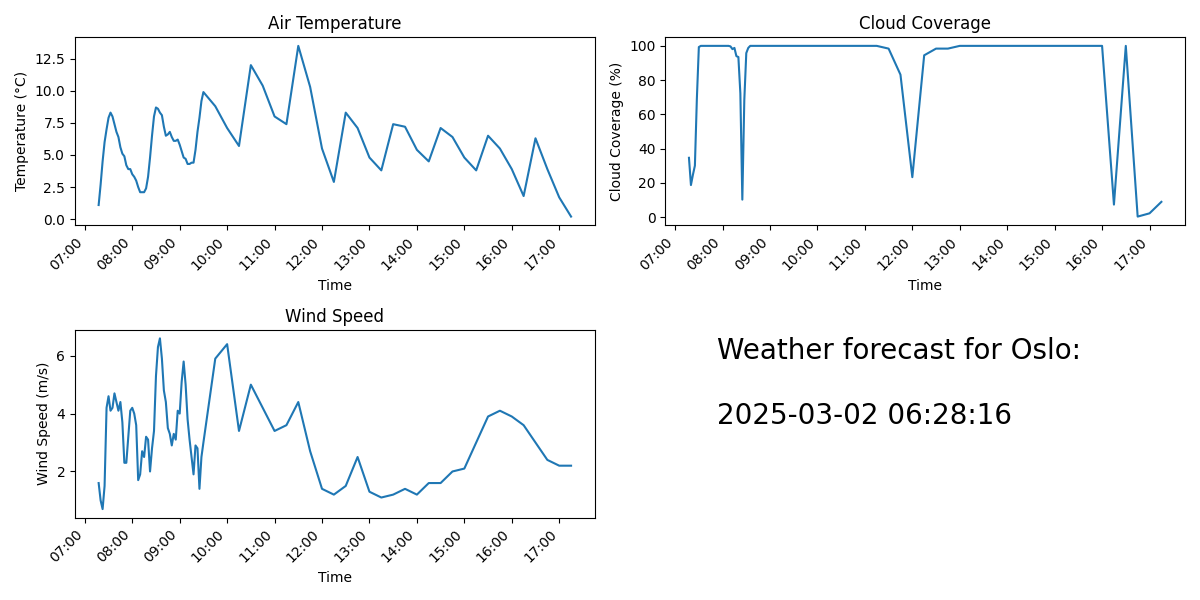 Air Temperature
Temperature (°C)
12.5
10.0
7.5
5.0
2.5
0.0
07:00 08:00 09:00 10:00 11:00 12:00 13:00 14:00 15:00 16:00 17:00
Time
Cloud Coverage
Cloud Coverage (%)
100
80
60
40
20
0
07:00 08:00 09:00 10:00 11:00 12:00 13:00 14:00 15:00 16:00 17:00
Time
Wind Speed
Wind Speed (m/s)
6
4
2
07:00 08:00 09:00 10:00 11:00 12:00 13:00 14:00 15:00 16:00 17:00
Time
Weather forecast for Oslo:
2025-03-02 06:28:16